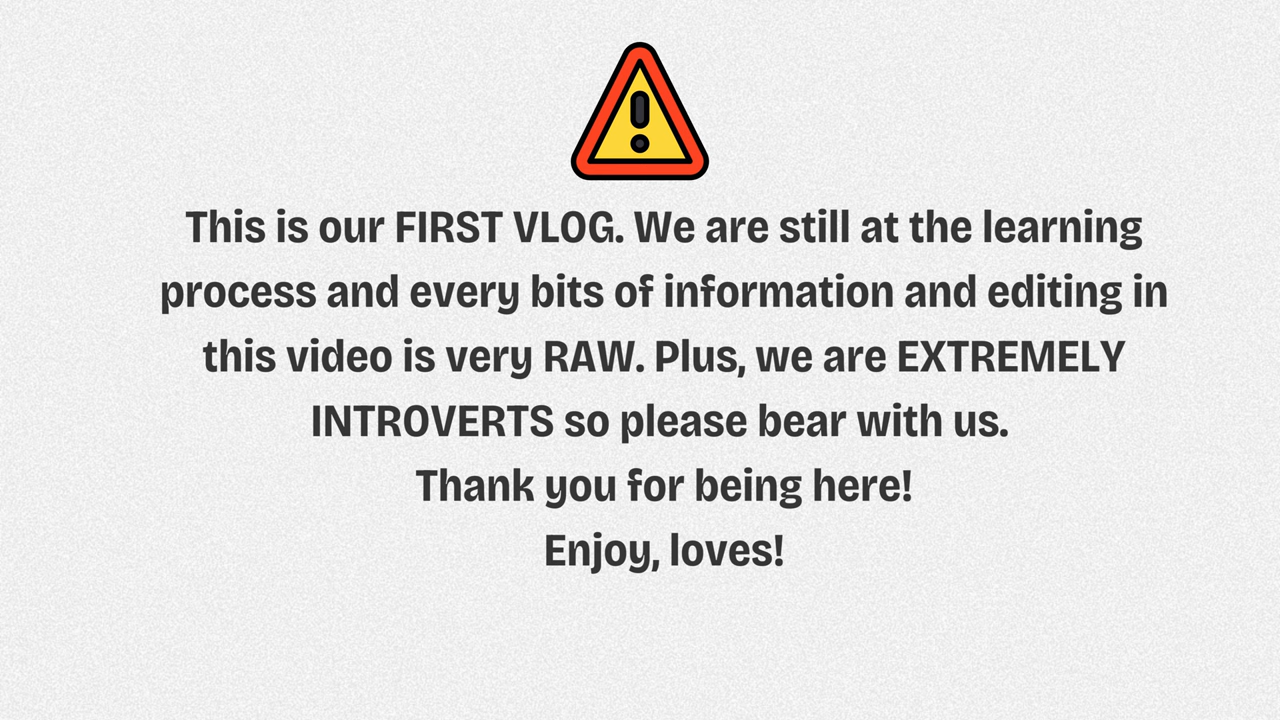 This is our FIRST VLOG. We are still at the learning
process and every bits of information and editing in
this video is very RAW. Plus, we are EXTREMELY
INTROVERTS so please bear with us.
Thank you for being here!
Enjoy, loves!